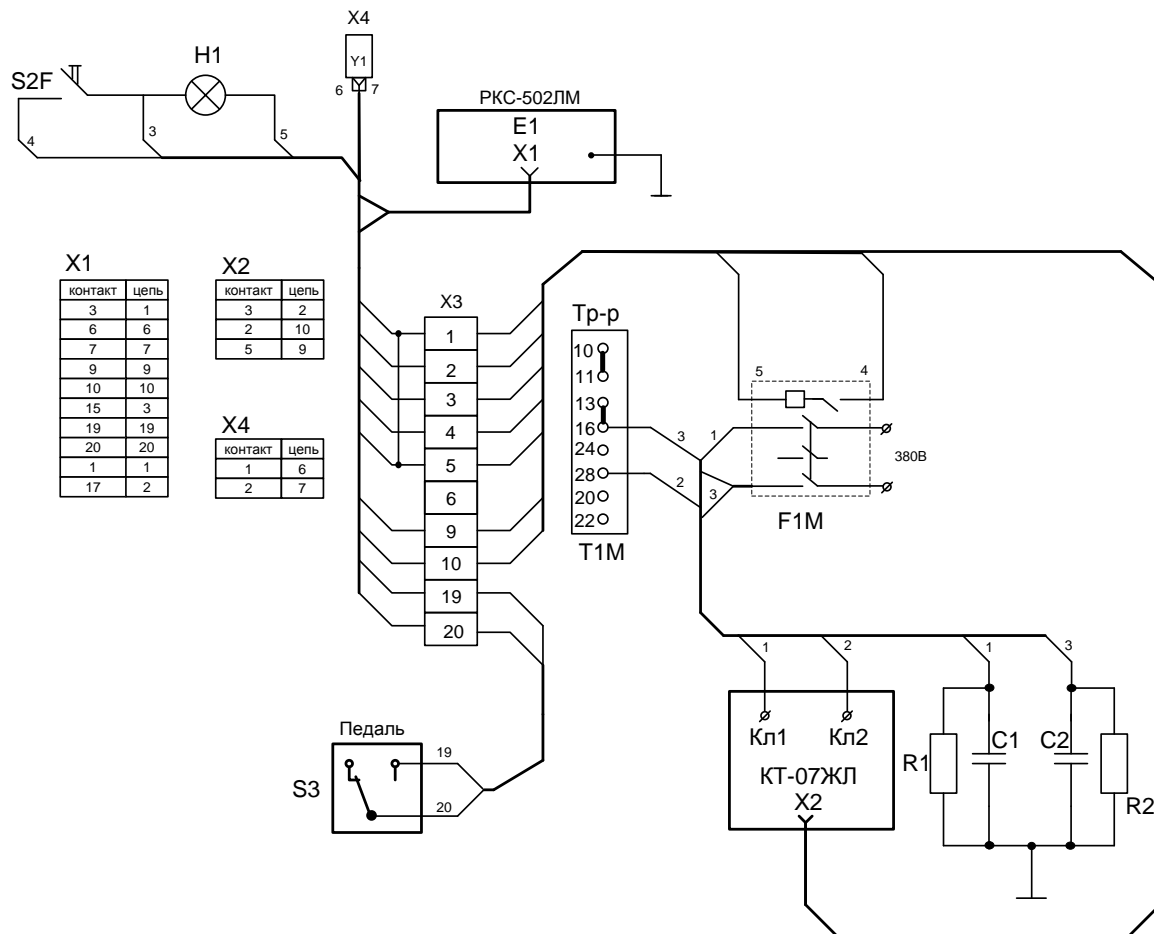 X4
Y1
6 7
H1
S2F
4
3
5
РКС-502ЛМ
E1
X1
X1
контакт цепь
3 1
6 6
7 7
9 9
10 10
15 3
19 19
20 20
1 1
17 2
X2
контакт цепь
3 2
2 10
5 9
X4
контакт цепь
1 6
2 7
X3
1
2
3
4
5
6
9
10
19
20
Тр-р
10
11
13
16
24
28
20
22
T1M
3
1
2
3
5
4
380В
F1M
Педаль
S3
19
20
1
2
1
3
Кл1
Кл2
КТ-07ЖЛ
X2
R1
C1
C2
R2